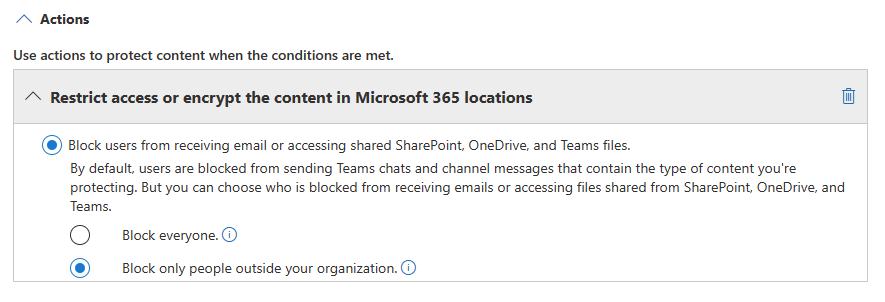 Actions
Use actions to protect content when the conditions are met.
Restrict access or encrypt the content in Microsoft 365 locations
Block users from receiving email or accessing shared SharePoint, OneDrive, and Teams files.
By default, users are blocked from sending Teams chats and channel messages that contain the type of content you're
protecting. But you can choose who is blocked from receiving emails or accessing files shared from SharePoint, OneDrive, and
Teams.
Block everyone.
Block only people outside your organization.